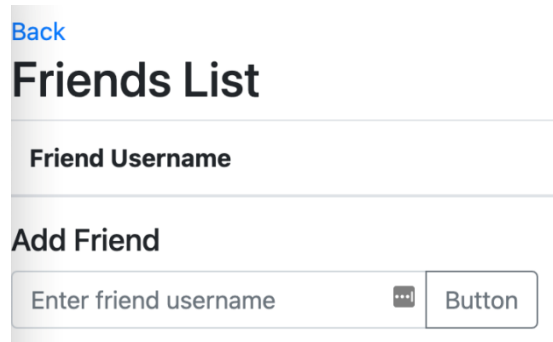 Back
Friends List
Friend Username
Add Friend
Enter friend username Button